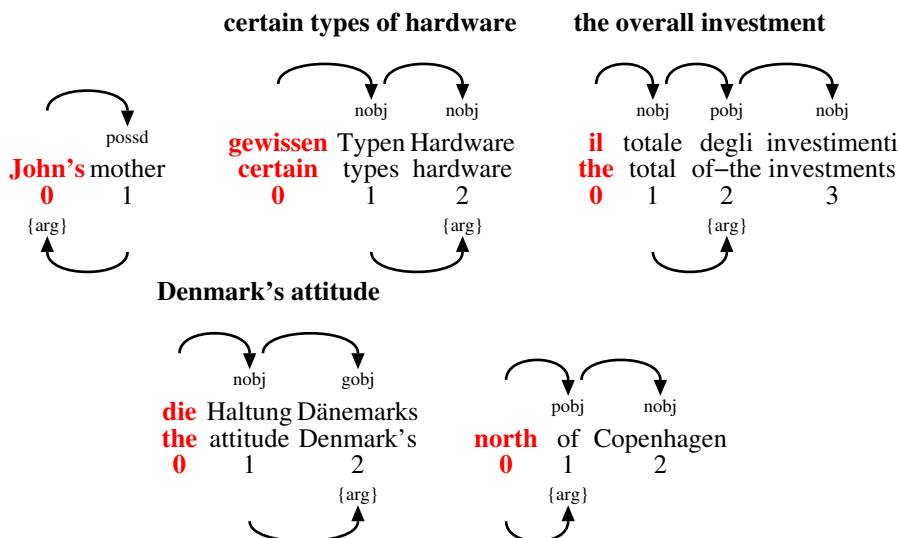 certain types of hardware
the overall investment
possd
John's mother
0 1
{arg}
nobj nobj
gewissen Typen Hardware
certain types hardware
0 1 2
{arg}
nobj pobj nobj
il totale degli investimenti
the total of−the investments
0 1 2 3
{arg}
Denmark's attitude
nobj gobj
die Haltung Dänemarks
the attitude Denmark's
0 1 2
{arg}
pobj nobj
north of Copenhagen
0 1 2
{arg}